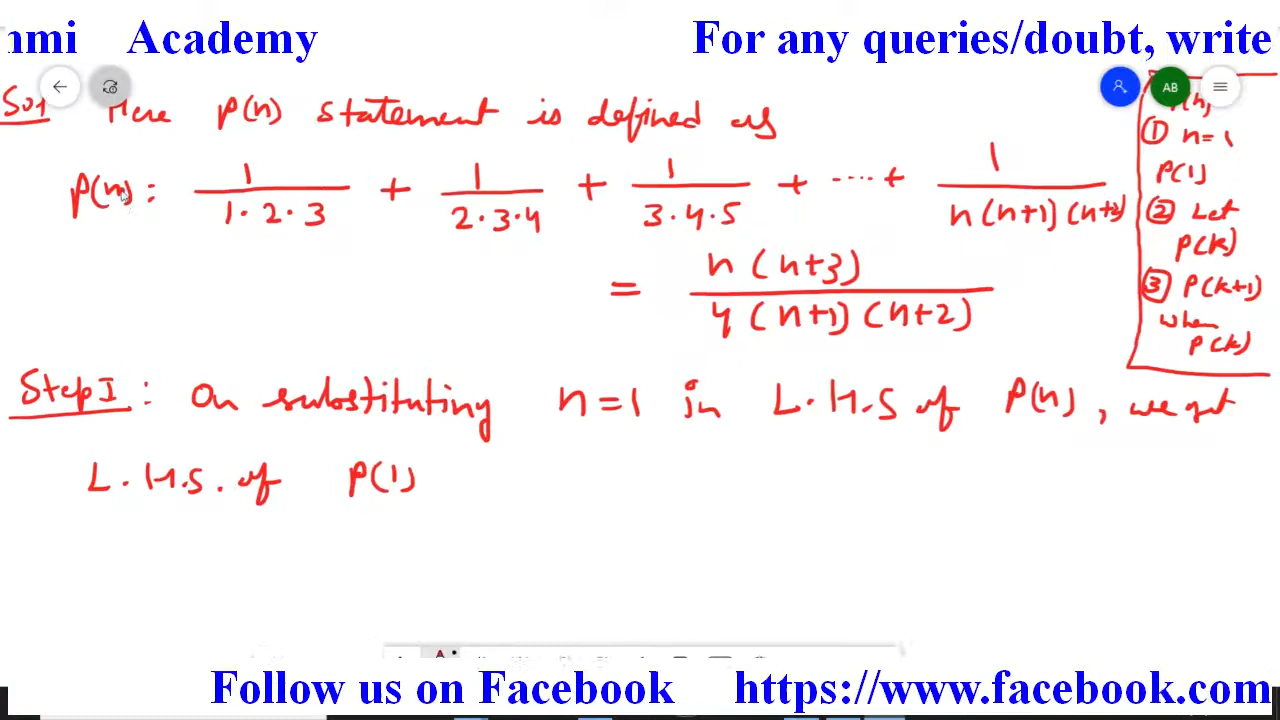 nmi Academy For any queries/doubt, write
Sol Here P(n) statement is defined as
P(n): 1/(1·2·3) + 1/(2·3·4) + 1/(3·4·5) + ····+ 1/(n(n+1)(n+2))
= n(n+3)/(4(n+1)(n+2))
Step I : On substituting n=1 in L.H.S of P(n), we get
L.H.S. of P(1)
AB
P(n)
① n=1
P(1)
② Let
P(k)
③ P(k+1)
when
P(k)
Follow us on Facebook https://www.facebook.com